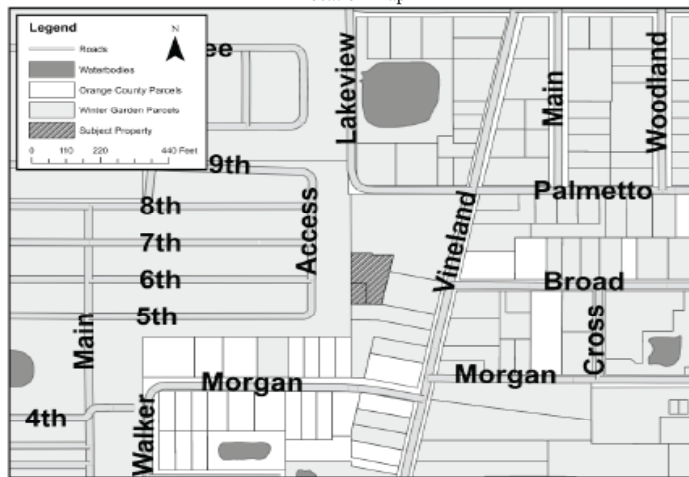 Legend
N
Roads
Waterbodies
Orange County Parcels
Winter Garden Parcels
Subject Property
0 110 220 440 Feet
ee
Lakeview
Main
Woodland
9th
8th
Palmetto
7th
Access
Vineland
6th
Broad
5th
Main
Cross
Morgan
Morgan
4th
Walker